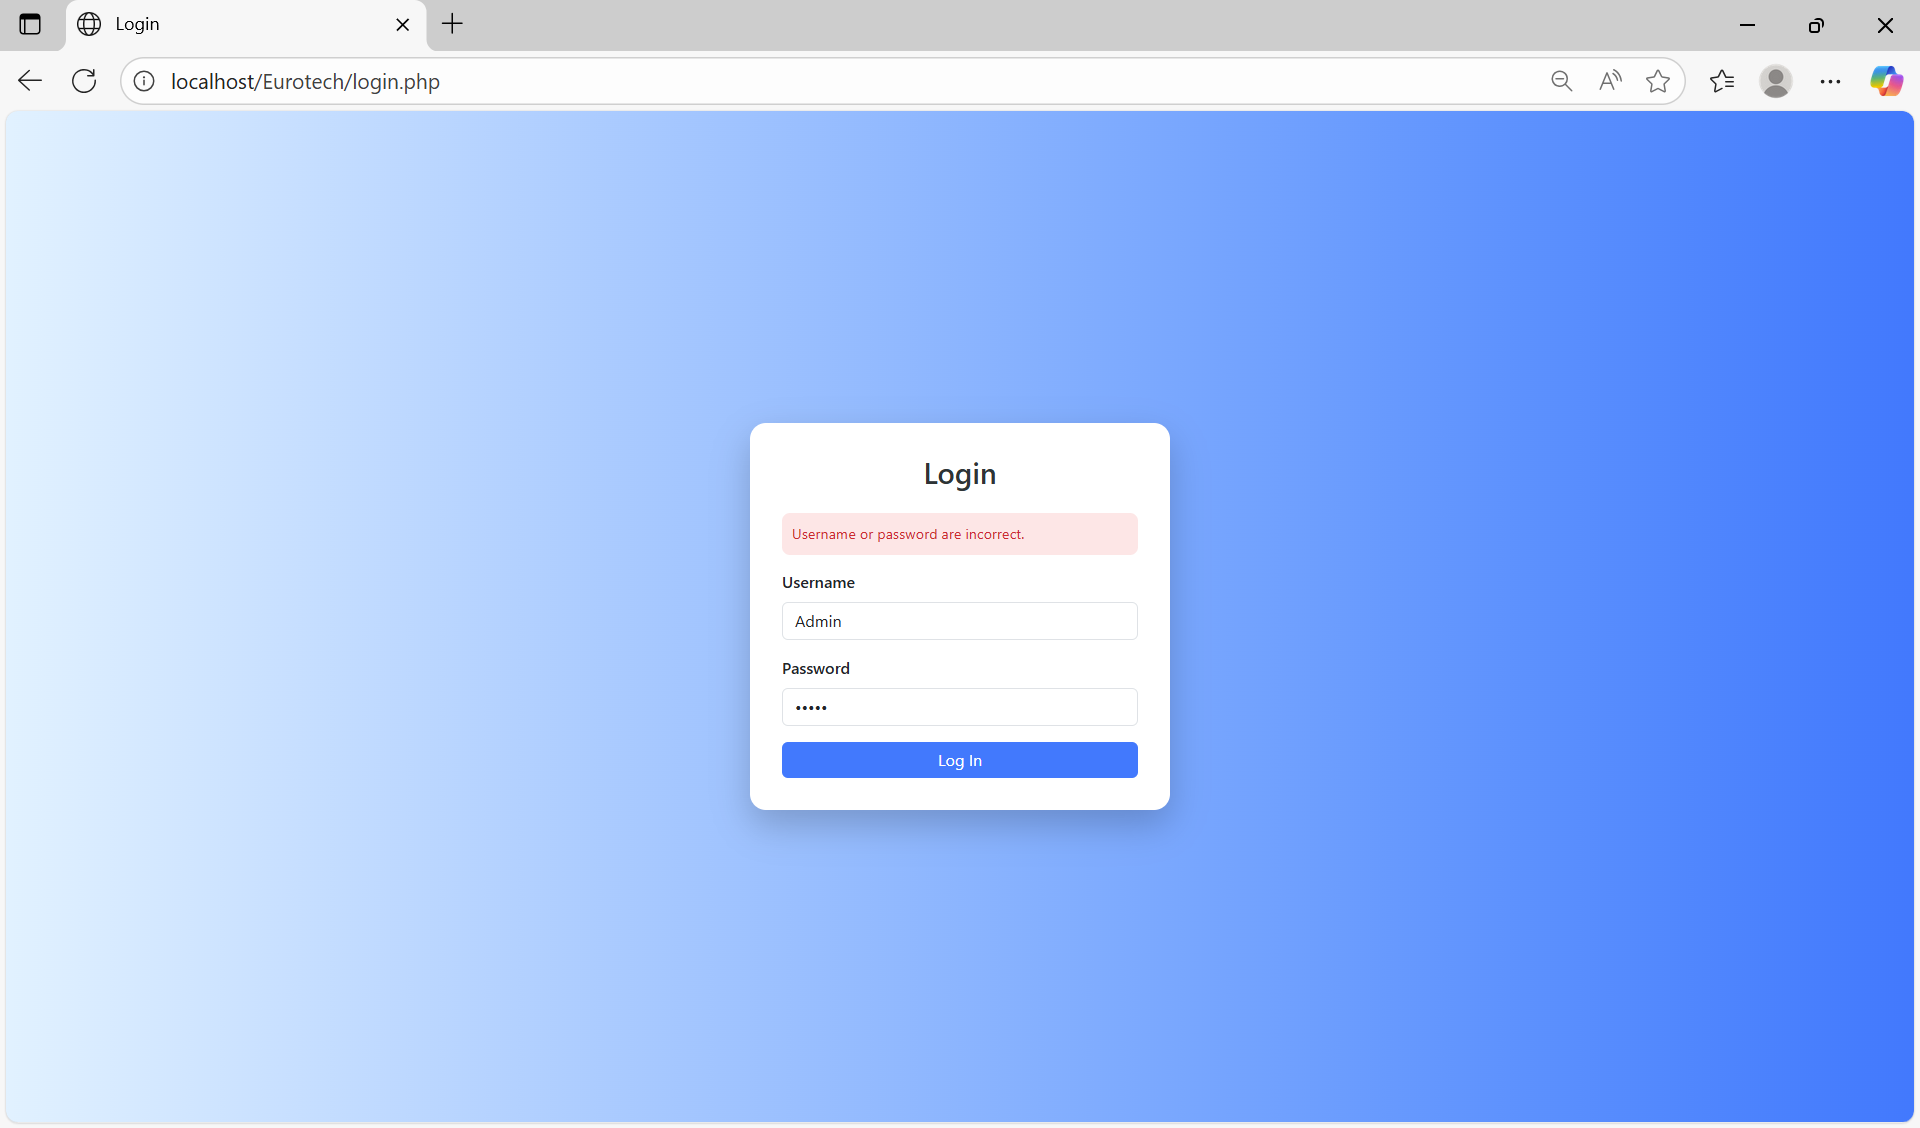 Login
localhost/Eurotech/login.php
Login
Username or password are incorrect.
Username
Admin
Password
•••••
Log In